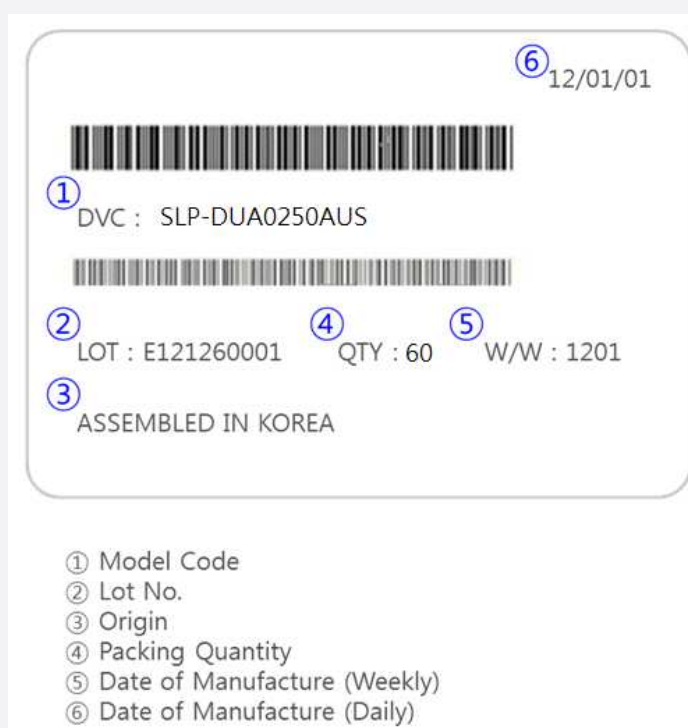 ⑥ 12/01/01
①
DVC : SLP-DUA0250AUS
② ④ ⑤
LOT : E121260001 QTY : 60 W/W : 1201
③
ASSEMBLED IN KOREA
① Model Code
② Lot No.
③ Origin
④ Packing Quantity
⑤ Date of Manufacture (Weekly)
⑥ Date of Manufacture (Daily)